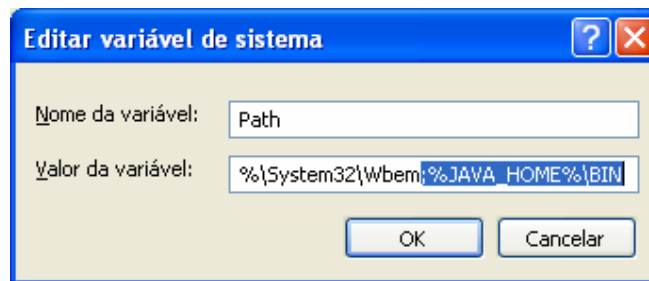 Editar variável de sistema
Nome da variável: Path
Valor da variável: %\System32\Wbem;%JAVA_HOME%\BIN
OK Cancelar